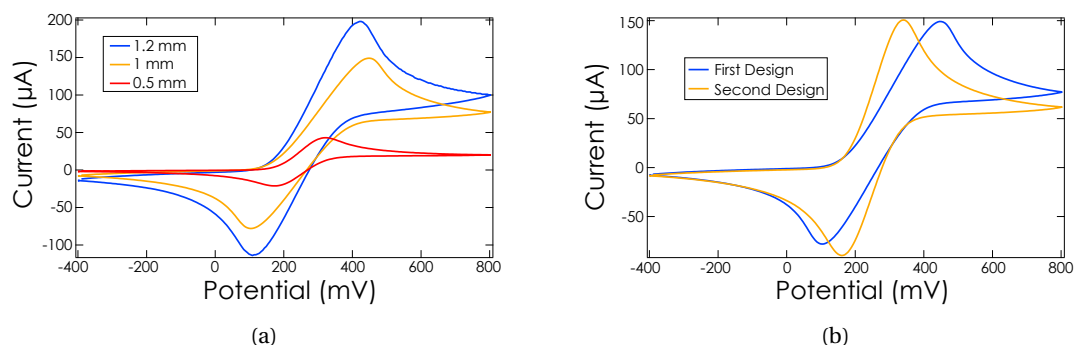 200
150
100
50
0
-50
-100
Current (µA)
1.2 mm
1 mm
0.5 mm
-400
-200
0
200
400
600
800
Potential (mV)
(a)
150
100
50
0
-50
Current (µA)
First Design
Second Design
-400
-200
0
200
400
600
800
Potential (mV)
(b)